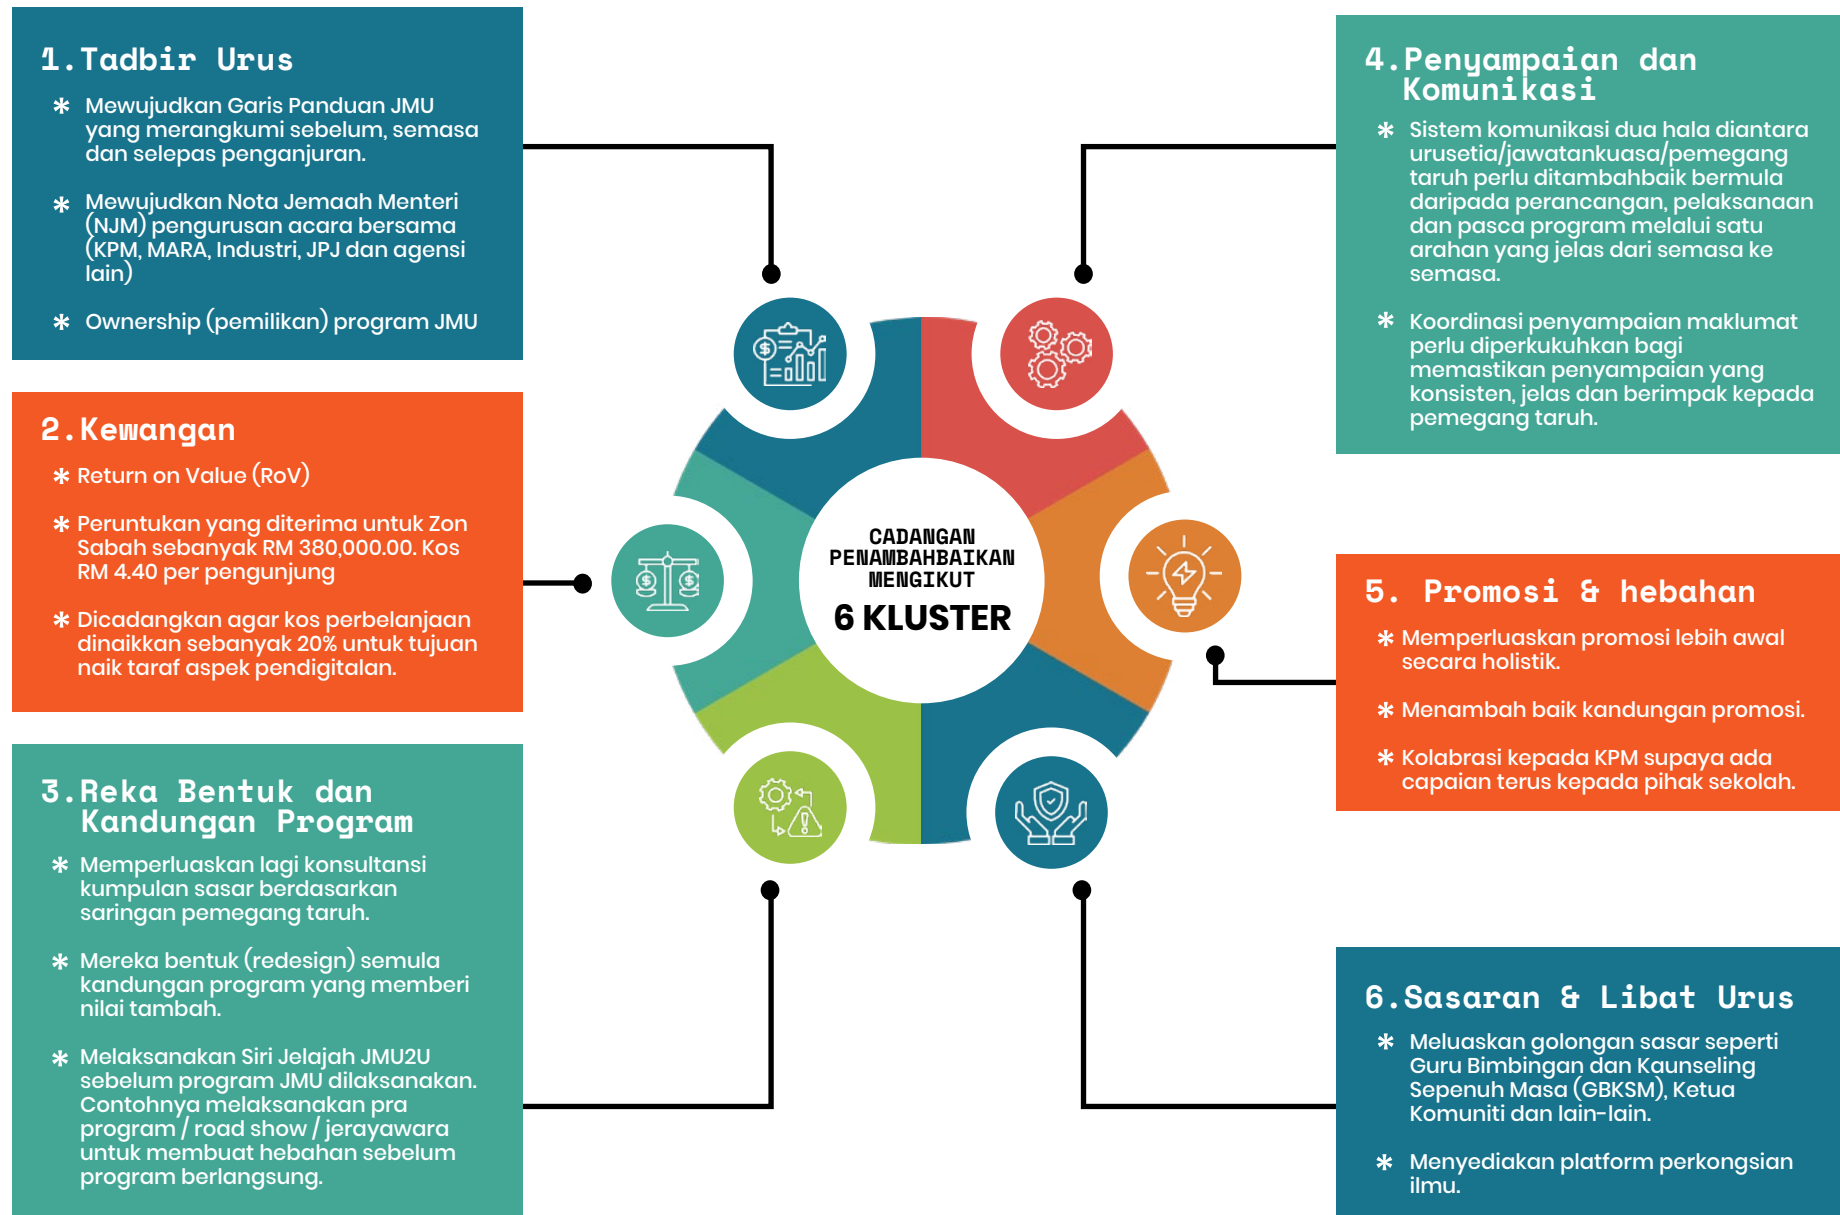 1.Tadbir Urus
* Mewujudkan Garis Panduan JMU
yang merangkumi sebelum, semasa
dan selepas penganjuran.
* Mewujudkan Nota Jemaah Menteri
(NJM) pengurusan acara bersama
(KPM, MARA, Industri, JPJ dan agensi
lain)
* Ownership (pemilikan) program JMU
2.Kewangan
* Return on Value (RoV)
* Peruntukan yang diterima untuk Zon
Sabah sebanyak RM 380,000.00. Kos
RM 4.40 per pengunjung
* Dicadangkan agar kos perbelanjaan
dinaikkan sebanyak 20% untuk tujuan
naik taraf aspek pendigitalan.
3.Reka Bentuk dan
Kandungan Program
* Memperluaskan lagi konsultansi
kumpulan sasar berdasarkan
saringan pemegang taruh.
* Mereka bentuk (redesign) semula
kandungan program yang memberi
nilai tambah.
* Melaksanakan Siri Jelajah JMU2U
sebelum program JMU dilaksanakan.
Contohnya melaksanakan pra
program / road show / jerayawara
untuk membuat hebahan sebelum
program berlangsung.
CADANGAN
PENAMBAHBAIKAN
MENGIKUT
6 KLUSTER
4.Penyampaian dan
Komunikasi
* Sistem komunikasi dua hala diantara
urusetia/jawatankuasa/pemegang
taruh perlu ditambahbaik bermula
daripada perancangan, pelaksanaan
dan pasca program melalui satu
arahan yang jelas dari semasa ke
semasa.
* Koordinasi penyampaian maklumat
perlu diperkukuhkan bagi
memastikan penyampaian yang
konsisten, jelas dan berimpak kepada
pemegang taruh.
5. Promosi & hebahan
* Memperluaskan promosi lebih awal
secara holistik.
* Menambah baik kandungan promosi.
* Kolabrasi kepada KPM supaya ada
capaian terus kepada pihak sekolah.
6.Sasaran & Libat Urus
* Meluaskan golongan sasar seperti
Guru Bimbingan dan Kaunseling
Sepenuh Masa (GBKSM), Ketua
Komuniti dan lain-lain.
* Menyediakan platform perkongsian
ilmu.